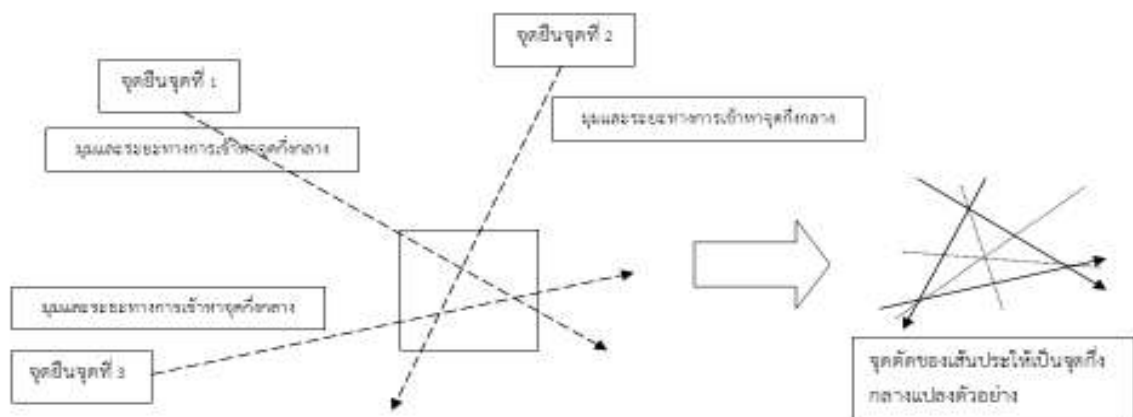 จุดยืนจุดที่ 2
จุดยืนจุดที่ 1
มุมและระยะทางการเข้าหาจุดกึ่งกลาง
มุมและระยะทางการเข้าหาจุดกึ่งกลาง
มุมและระยะทางการเข้าหาจุดกึ่งกลาง
จุดยืนจุดที่ 3
จุดตัดของเส้นประให้เป็นจุดกึ่ง
กลางแปลงตัวอย่าง